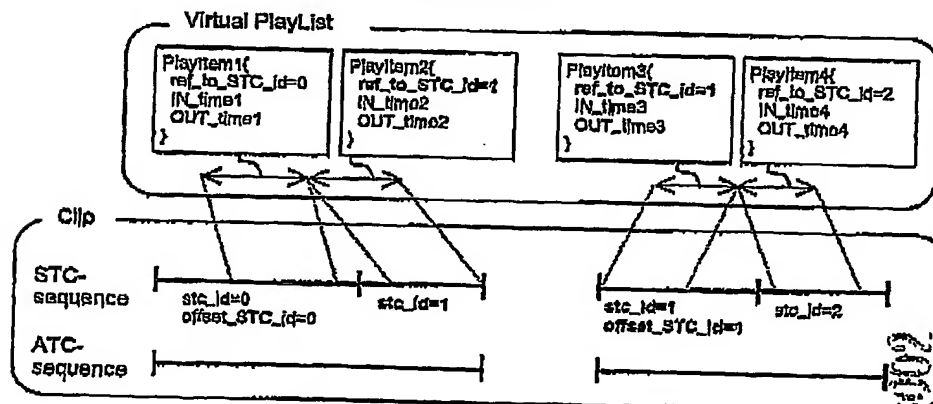 Virtual PlayList
PlayItem1{
ref_to_STC_id=0
IN_time1
OUT_time1
}
PlayItem2{
ref_to_STC_id=1
IN_time2
OUT_time2
}
PlayItem3{
ref_to_STC_id=1
IN_time3
OUT_time3
}
PlayItem4{
ref_to_STC_id=2
IN_time4
OUT_time4
}
Clip
STC-
sequence
stc_id=0
offset_STC_id=0
stc_id=1
stc_id=1
offset_STC_id=1
stc_id=2
ATC-
sequence